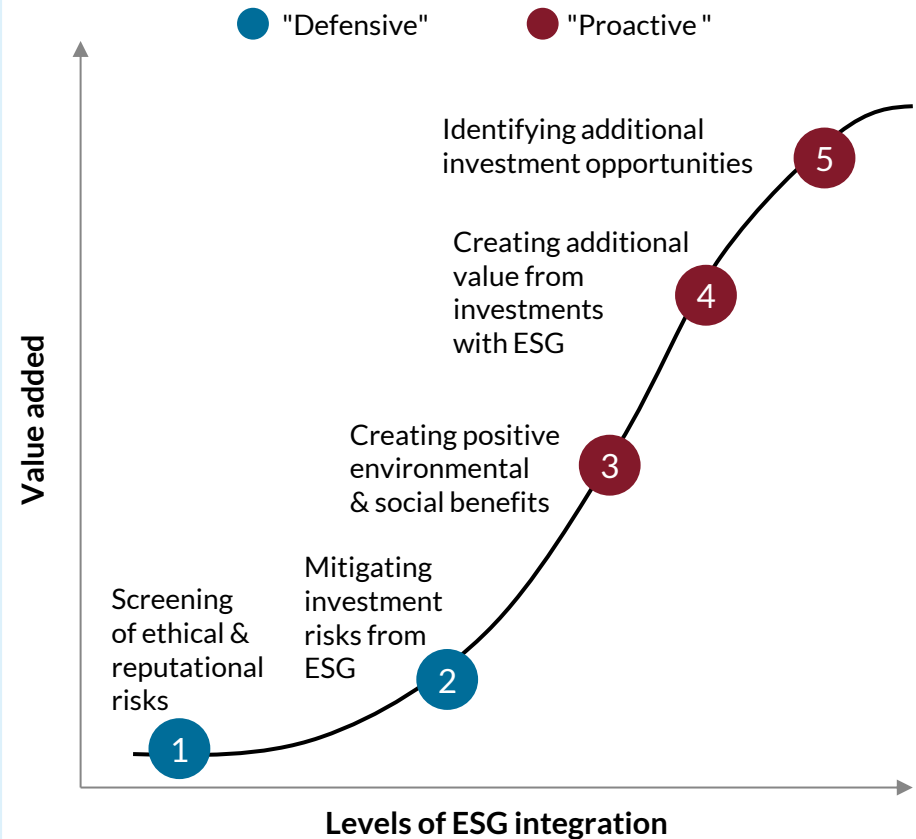 "Defensive"
"Proactive "
Identifying additional
investment opportunities
5
Creating additional
value from
investments
with ESG
4
Creating positive
environmental
& social benefits
3
Mitigating
investment
risks from
ESG
2
Screening
of ethical &
reputational
risks
1
Value added
Levels of ESG integration